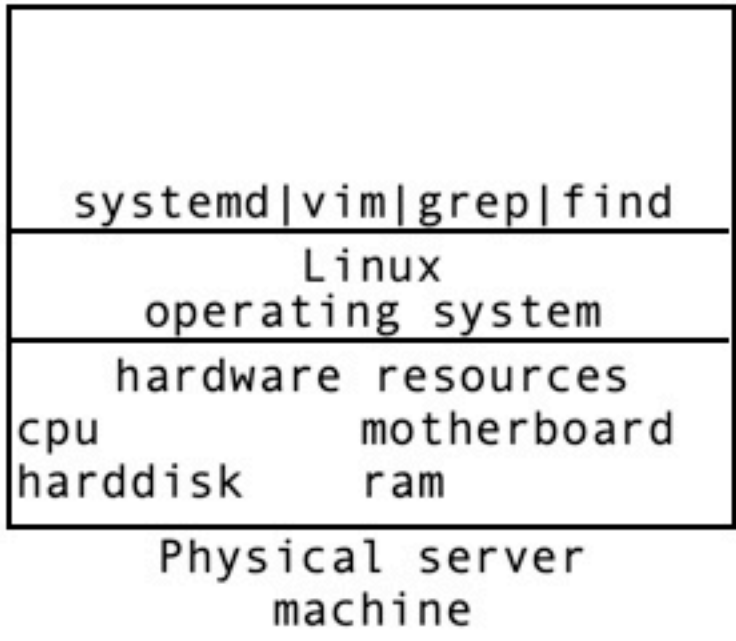 systemd|vim|grep|find
Linux
operating system
hardware resources
cpu motherboard
harddisk ram
Physical server
machine